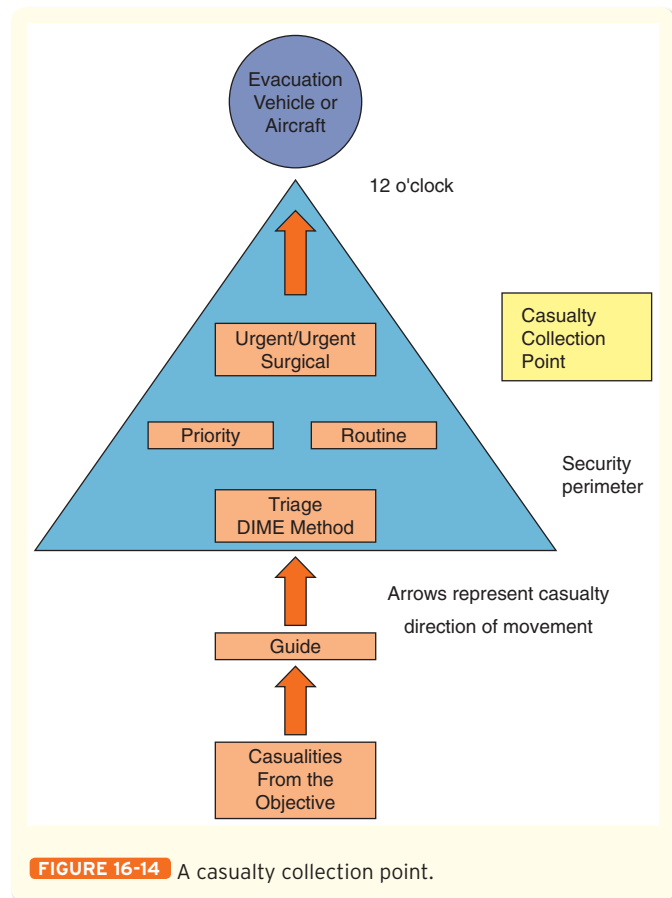 Evacuation
Vehicle or
Aircraft
12 o'clock
Urgent/Urgent
Surgical
Casualty
Collection
Point
Priority
Routine
Security
perimeter
Triage
DIME Method
Arrows represent casualty
direction of movement
Guide
Casualities
From the
Objective
FIGURE 16-14 A casualty collection point.